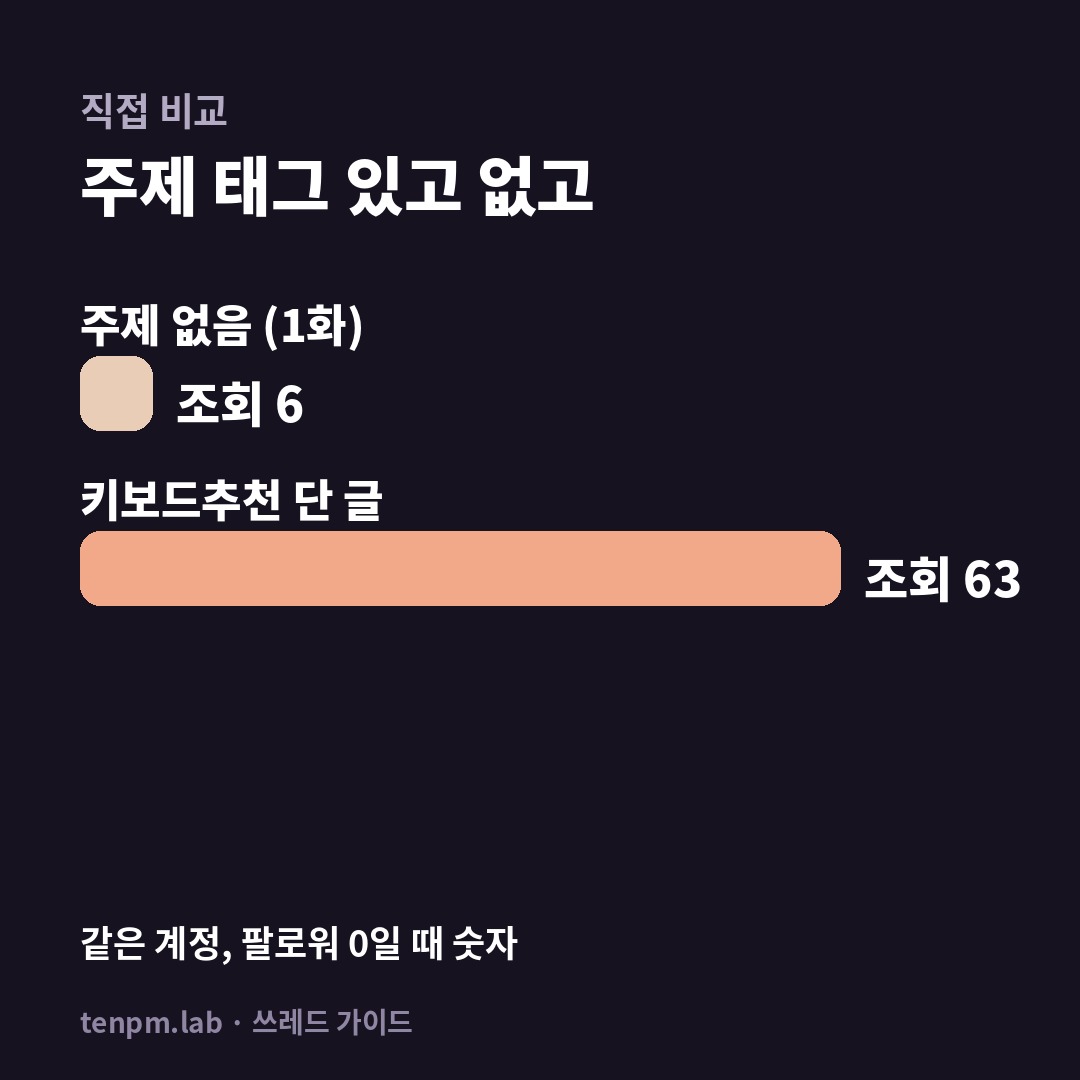 직접 비교
주제 태그 있고 없고
주제 없음 (1화)
조회 6
키보드추천 단 글
조회 63
같은 계정, 팔로워 0일 때 숫자
tenpm.lab · 쓰레드 가이드